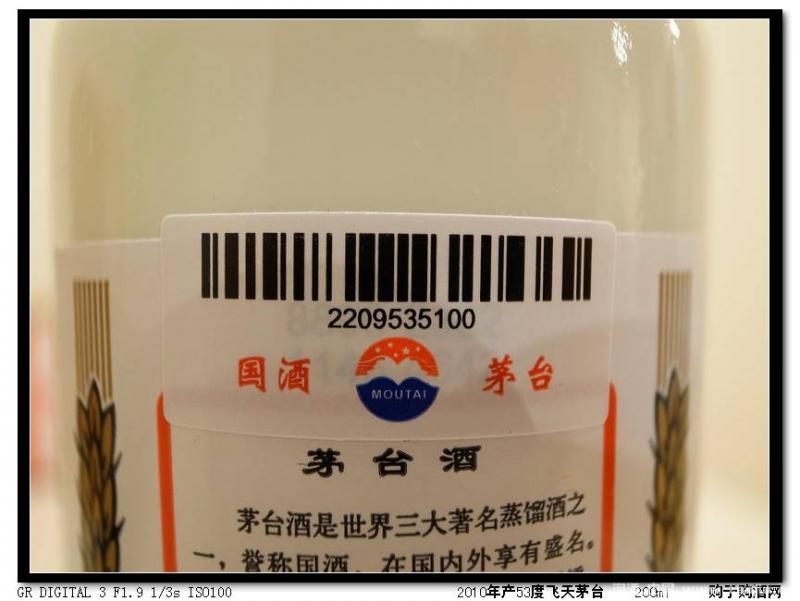 2209535100
国酒 MOUTAI 茅台
茅台酒
茅台酒是世界三大著名蒸馏酒之
一，誉称国酒。在国内外享有盛名。
GR DIGITAL 3 F1.9 1/3s ISO100
2010年产53度飞天茅台 200ml 购于购酒网